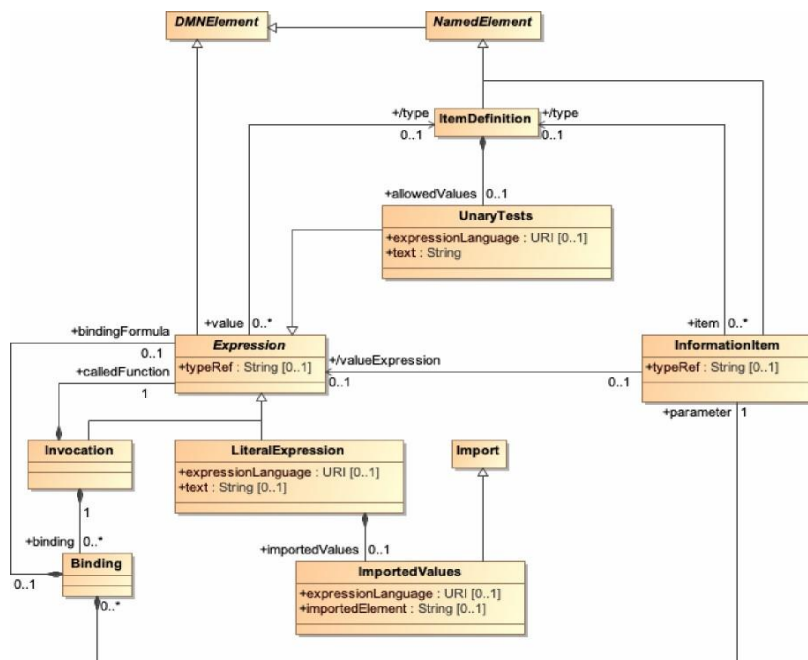 DMNElement
NamedElement
+/type
0..1
ItemDefinition
+/type
0..1
+allowedValues
0..1
UnaryTests
+expressionLanguage : URI [0..1]
+text : String
+bindingFormula
0..1
+value
0..*
+item
0..*
Expression
+typeRef : String [0..1]
+/valueExpression
0..1
0..1
InformationItem
+typeRef : String [0..1]
+calledFunction
1
+parameter
1
Invocation
LiteralExpression
+expressionLanguage : URI [0..1]
+text : String [0..1]
Import
1
+binding
0..*
+importedValues
0..1
Binding
0..1
0..*
ImportedValues
+expressionLanguage : URI [0..1]
+importedElement : String [0..1]